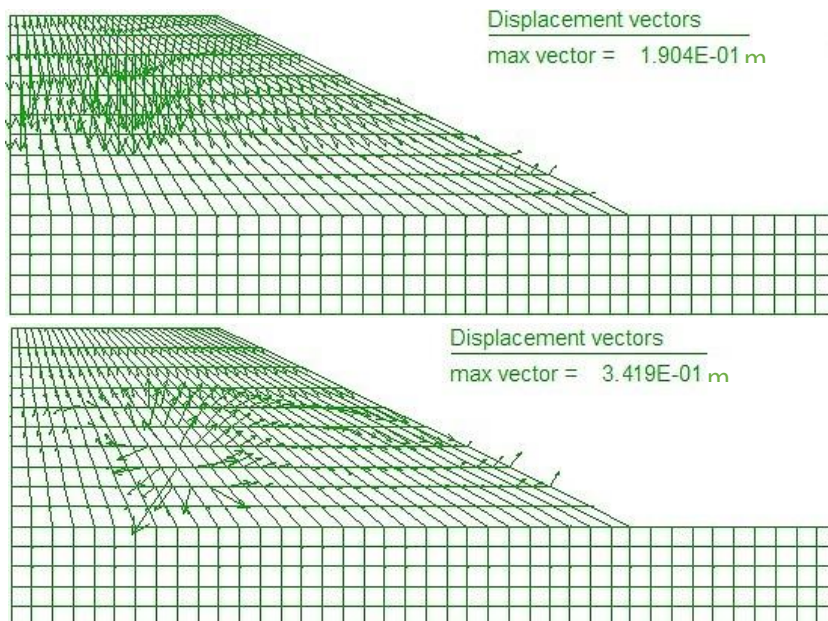 Displacement vectors
max vector = 1.904E-01 m
Displacement vectors
max vector = 3.419E-01 m